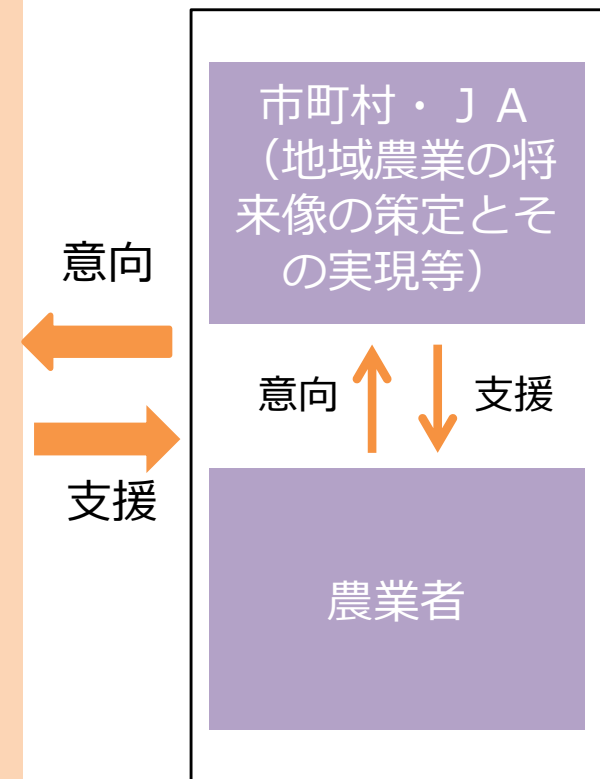 市町村・ＪＡ
（地域農業の将
来像の策定とそ
の実現等）
意向
意向
支援
支援
農業者